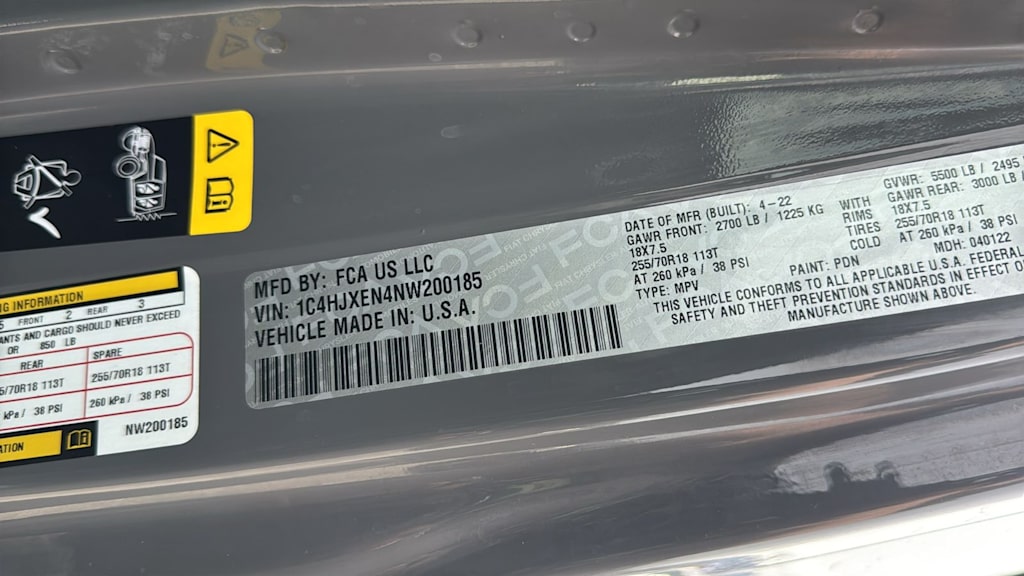 NG INFORMATION
5 FRONT 2 REAR 3
ANTS AND CARGO SHOULD NEVER EXCEED
OR 850 LB
REAR SPARE
5/70R18 113T 255/70R18 113T
kPa / 38 PSI 260 kPa / 38 PSI
NW200185
ATION
MFD BY: FCA US LLC
VIN: 1C4HJXEN4NW200185
VEHICLE MADE IN: U.S.A.
DATE OF MFR (BUILT): 4-22 GVWR: 5500 LB / 2495
GAWR FRONT: 2700 LB / 1225 KG WITH GAWR REAR: 3000 LB /
18X7.5 RIMS 18X7.5
255/70R18 113T TIRES 255/70R18 113T
AT 260 kPa / 38 PSI COLD AT 260 kPa / 38 PSI
TYPE: MPV PAINT: PDN MDH: 040122
THIS VEHICLE CONFORMS TO ALL APPLICABLE U.S.A. FEDERAL
SAFETY AND THEFT PREVENTION STANDARDS IN EFFECT O
MANUFACTURE SHOWN ABOVE.